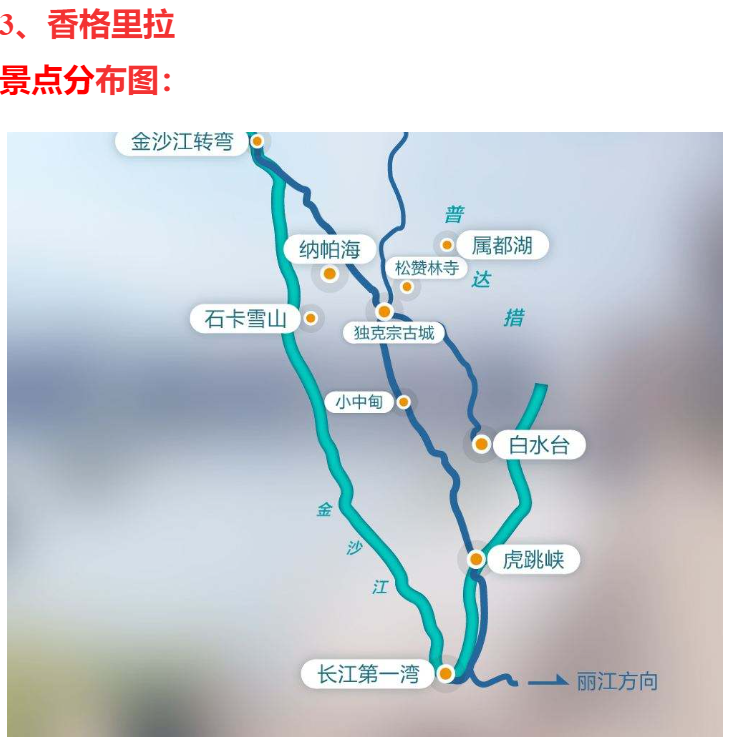 3、香格里拉
景点分布图：
金沙江转弯
普
纳帕海
属都湖
松赞林寺
达
石卡雪山
措
独克宗古城
小中甸
白水台
金
沙
江
虎跳峡
长江第一湾
丽江方向